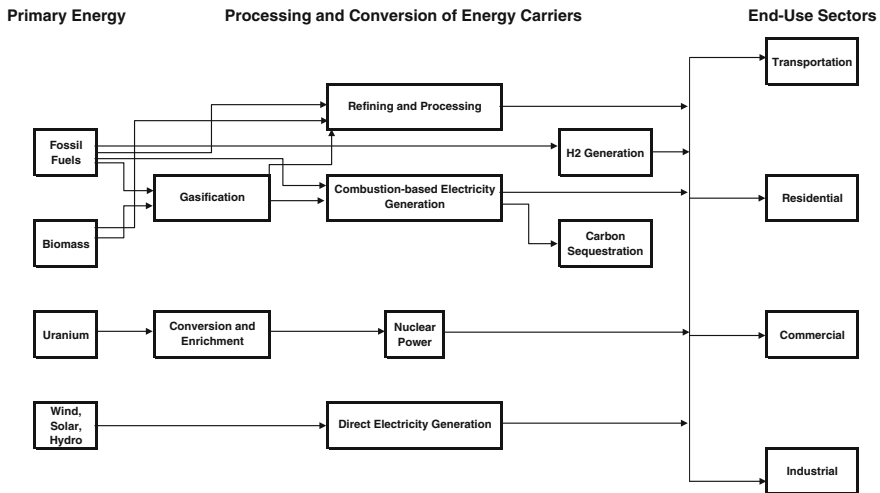 Primary Energy
Processing and Conversion of Energy Carriers
End-Use Sectors
Transportation
Refining and Processing
Fossil
Fuels
H2 Generation
Gasification
Combustion-based Electricity
Generation
Residential
Biomass
Carbon
Sequestration
Uranium
Conversion and
Enrichment
Nuclear
Power
Commercial
Wind,
Solar,
Hydro
Direct Electricity Generation
Industrial